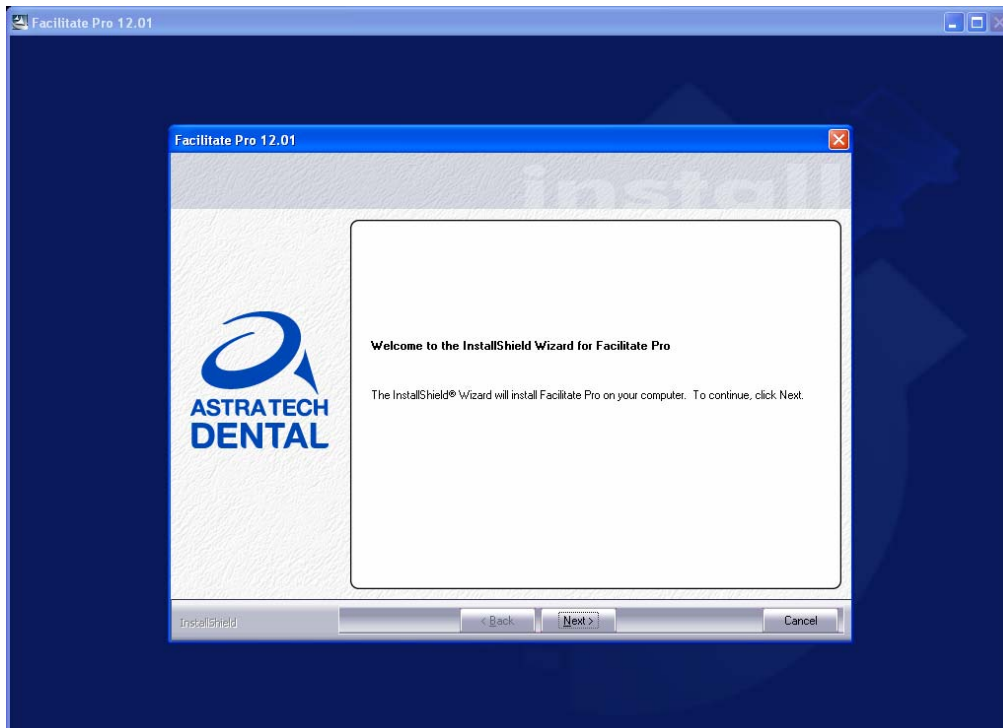 Facilitate Pro 12.01
Facilitate Pro 12.01
install
ASTRA TECH
DENTAL
Welcome to the InstallShield Wizard for Facilitate Pro
The InstallShield® Wizard will install Facilitate Pro on your computer. To continue, click Next.
InstallShield
< Back
Next >
Cancel